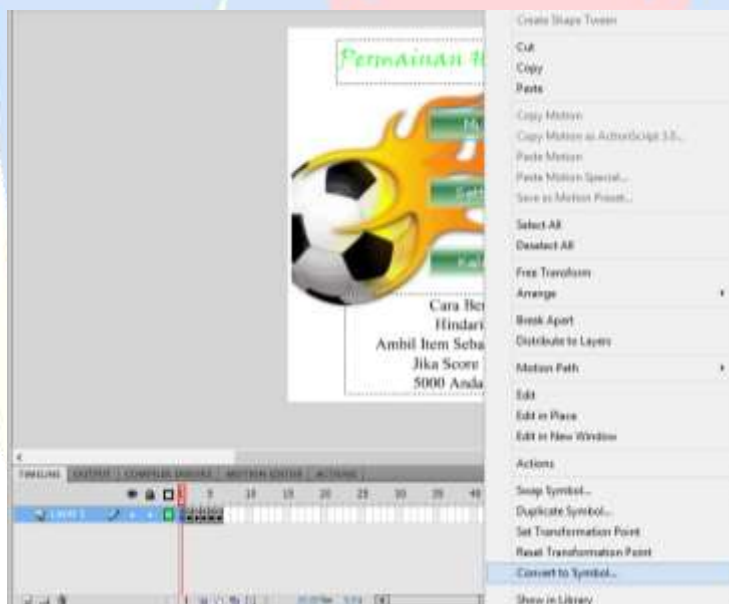 Create Shape Tween
Cut
Copy
Paste
Copy Motion
Copy Motion as ActionScript 3.0...
Paste Motion
Paste Motion Special...
Save as Motion Preset...
Select All
Deselect All
Free Transform
Arrange
Break Apart
Distribute to Layers
Motion Path
Edit
Edit in Place
Edit in New Window
Actions
Swap Symbol...
Duplicate Symbol...
Set Transformation Point
Reset Transformation Point
Convert to Symbol...
Show in Library
Permainan
Cara Ber
Hindari
Ambil Item Seba
Jika Score
5000 Anda
TIMELINE OUTPUT COMPILER ERRORS MOTION EDITOR ACTIONS
5 10 15 20 25 30 35 40